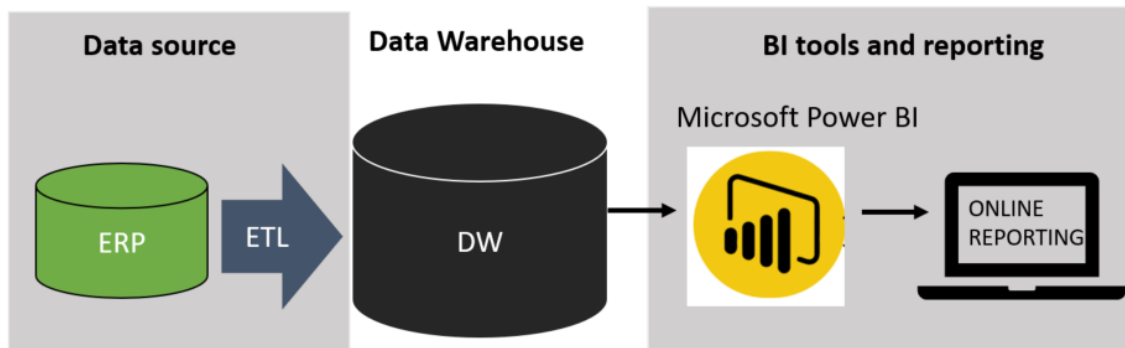 Data source
Data Warehouse
BI tools and reporting
Microsoft Power BI
ERP
ETL
DW
ONLINE
REPORTING